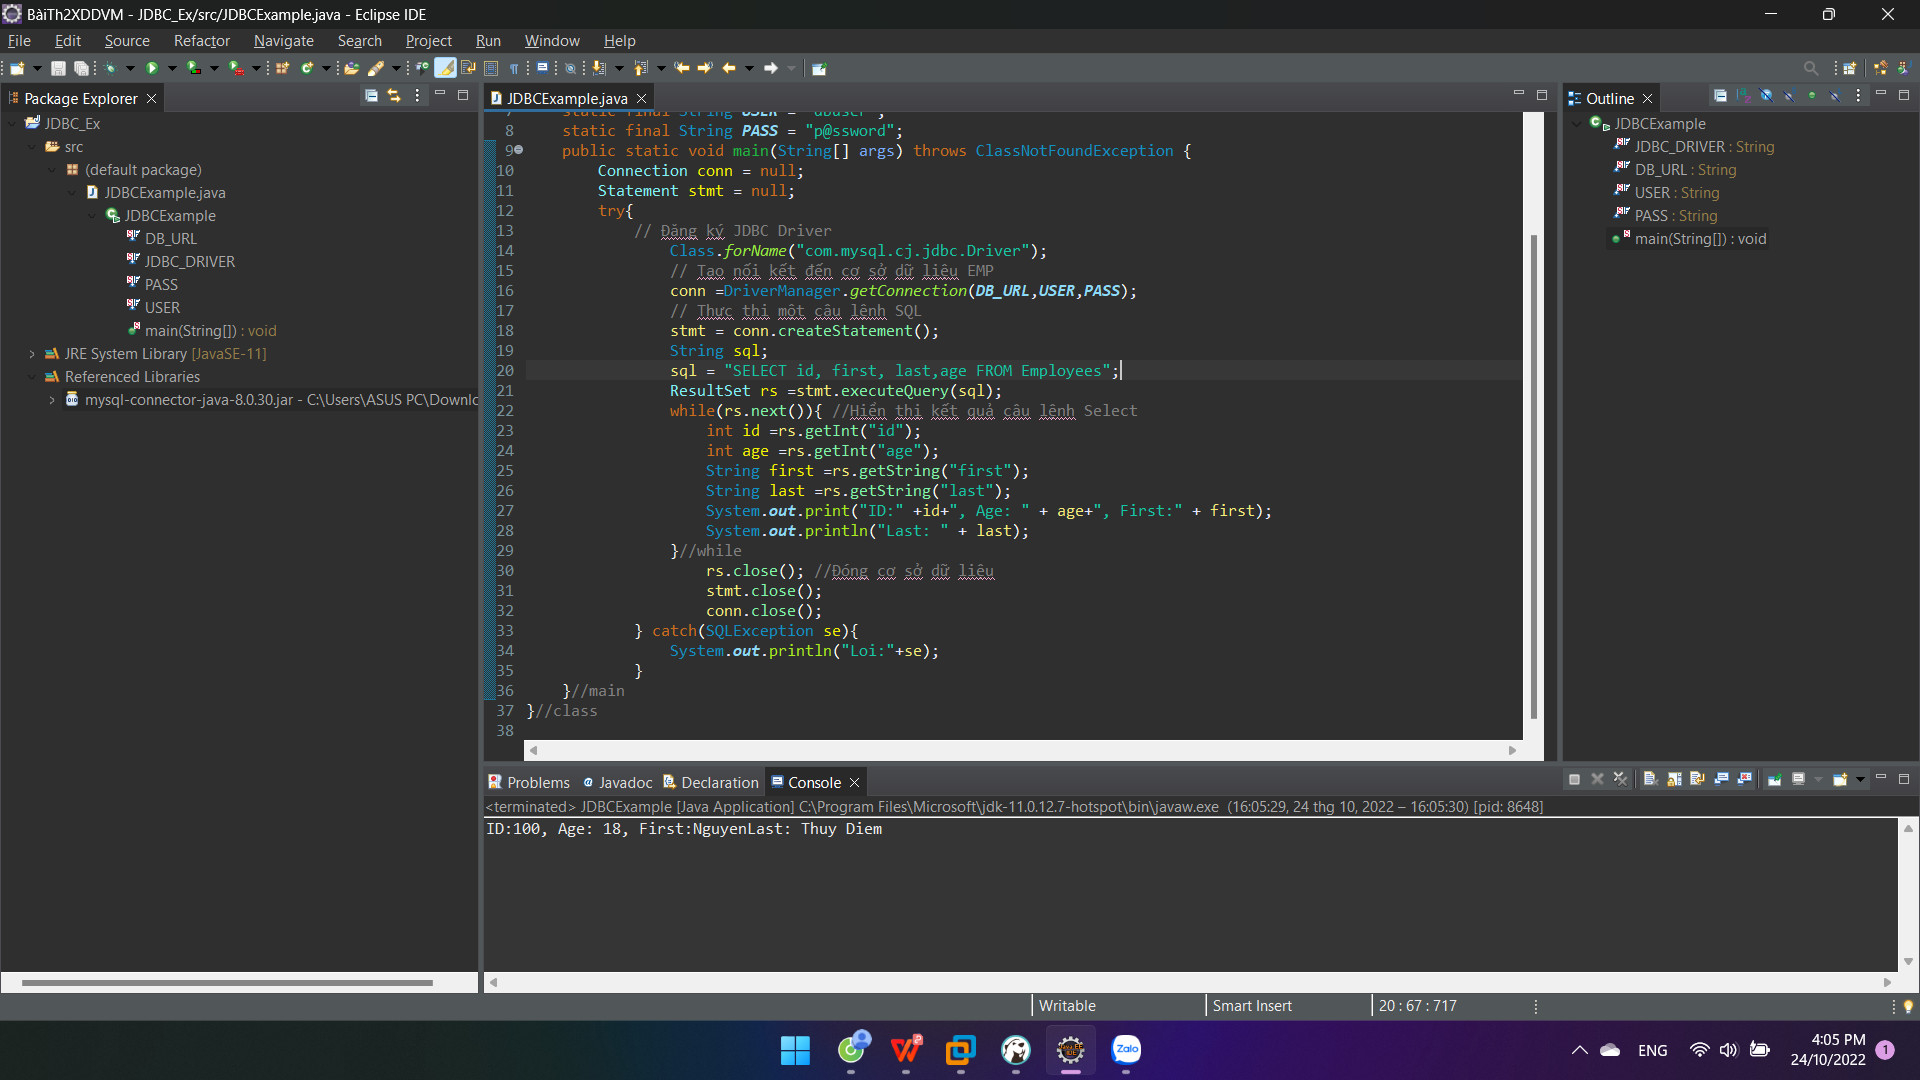 BàiTh2XDDVM - JDBC_Ex/src/JDBCExample.java - Eclipse IDE
File Edit Source Refactor Navigate Search Project Run Window Help
Package Explorer
JDBC_Ex
src
(default package)
JDBCExample.java
JDBCExample
DB_URL
JDBC_DRIVER
PASS
USER
main(String[]) : void
JRE System Library [JavaSE-11]
Referenced Libraries
mysql-connector-java-8.0.30.jar - C:\Users\ASUS PC\Downlc
JDBCExample.java
7 static final String USER = "dbuser";
8 static final String PASS = "p@ssword";
9 public static void main(String[] args) throws ClassNotFoundException {
10 Connection conn = null;
11 Statement stmt = null;
12 try{
13 // Đăng ký JDBC Driver
14 Class.forName("com.mysql.cj.jdbc.Driver");
15 // Tạo nối kết đến cơ sở dữ liệu EMP
16 conn =DriverManager.getConnection(DB_URL,USER,PASS);
17 // Thực thi một câu lệnh SQL
18 stmt = conn.createStatement();
19 String sql;
20 sql = "SELECT id, first, last,age FROM Employees";
21 ResultSet rs =stmt.executeQuery(sql);
22 while(rs.next()){ //Hiển thị kết quả câu lệnh Select
23 int id =rs.getInt("id");
24 int age =rs.getInt("age");
25 String first =rs.getString("first");
26 String last =rs.getString("last");
27 System.out.print("ID:" +id+", Age: " + age+", First:" + first);
28 System.out.println("Last: " + last);
29 }//while
30 rs.close(); //Đóng cơ sở dữ liệu
31 stmt.close();
32 conn.close();
33 } catch(SQLException se){
34 System.out.println("Loi:"+se);
35 }
36 }//main
37 }//class
38
Outline
JDBCExample
JDBC_DRIVER : String
DB_URL : String
USER : String
PASS : String
main(String[]) : void
Problems Javadoc Declaration Console
<terminated> JDBCExample [Java Application] C:\Program Files\Microsoft\jdk-11.0.12.7-hotspot\bin\javaw.exe (16:05:29, 24 thg 10, 2022 – 16:05:30) [pid: 8648]
ID:100, Age: 18, First:NguyenLast: Thuy Diem
Writable Smart Insert 20 : 67 : 717
Zalo
ENG
4:05 PM
24/10/2022
1